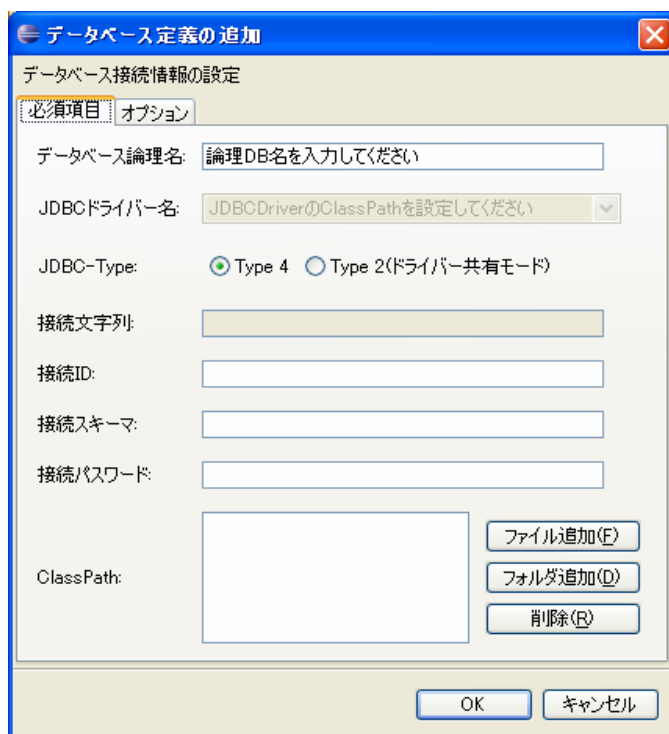 データベース定義の追加
データベース接続情報の設定
必須項目 オプション
データベース論理名: 論理DB名を入力してください
JDBCドライバー名: JDBCDriverのClassPathを設定してください
JDBC-Type: Type 4 Type 2(ドライバー共有モード)
接続文字列:
接続ID:
接続スキーマ:
接続パスワード:
ファイル追加(F)
ClassPath: フォルダ追加(D)
削除(R)
OK キャンセル